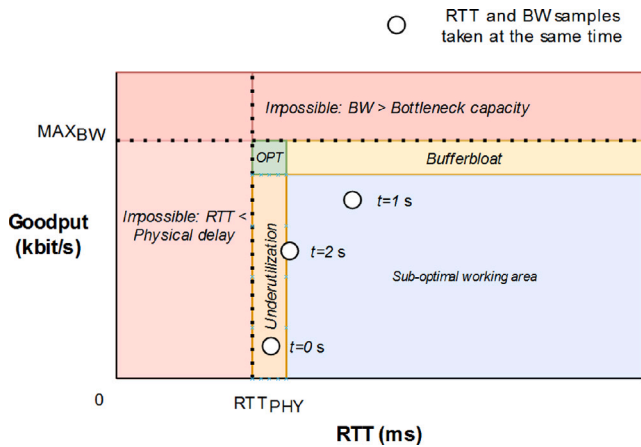 RTT and BW samples
taken at the same time
Impossible: BW > Bottleneck capacity
MAXBW
OPT
Bufferbloat
t=1 s
Impossible: RTT <
Physical delay
Goodput
(kbit/s)
Underutilization
t=2 s
Sub-optimal working area
t=0 s
0
RTTPHY
RTT (ms)